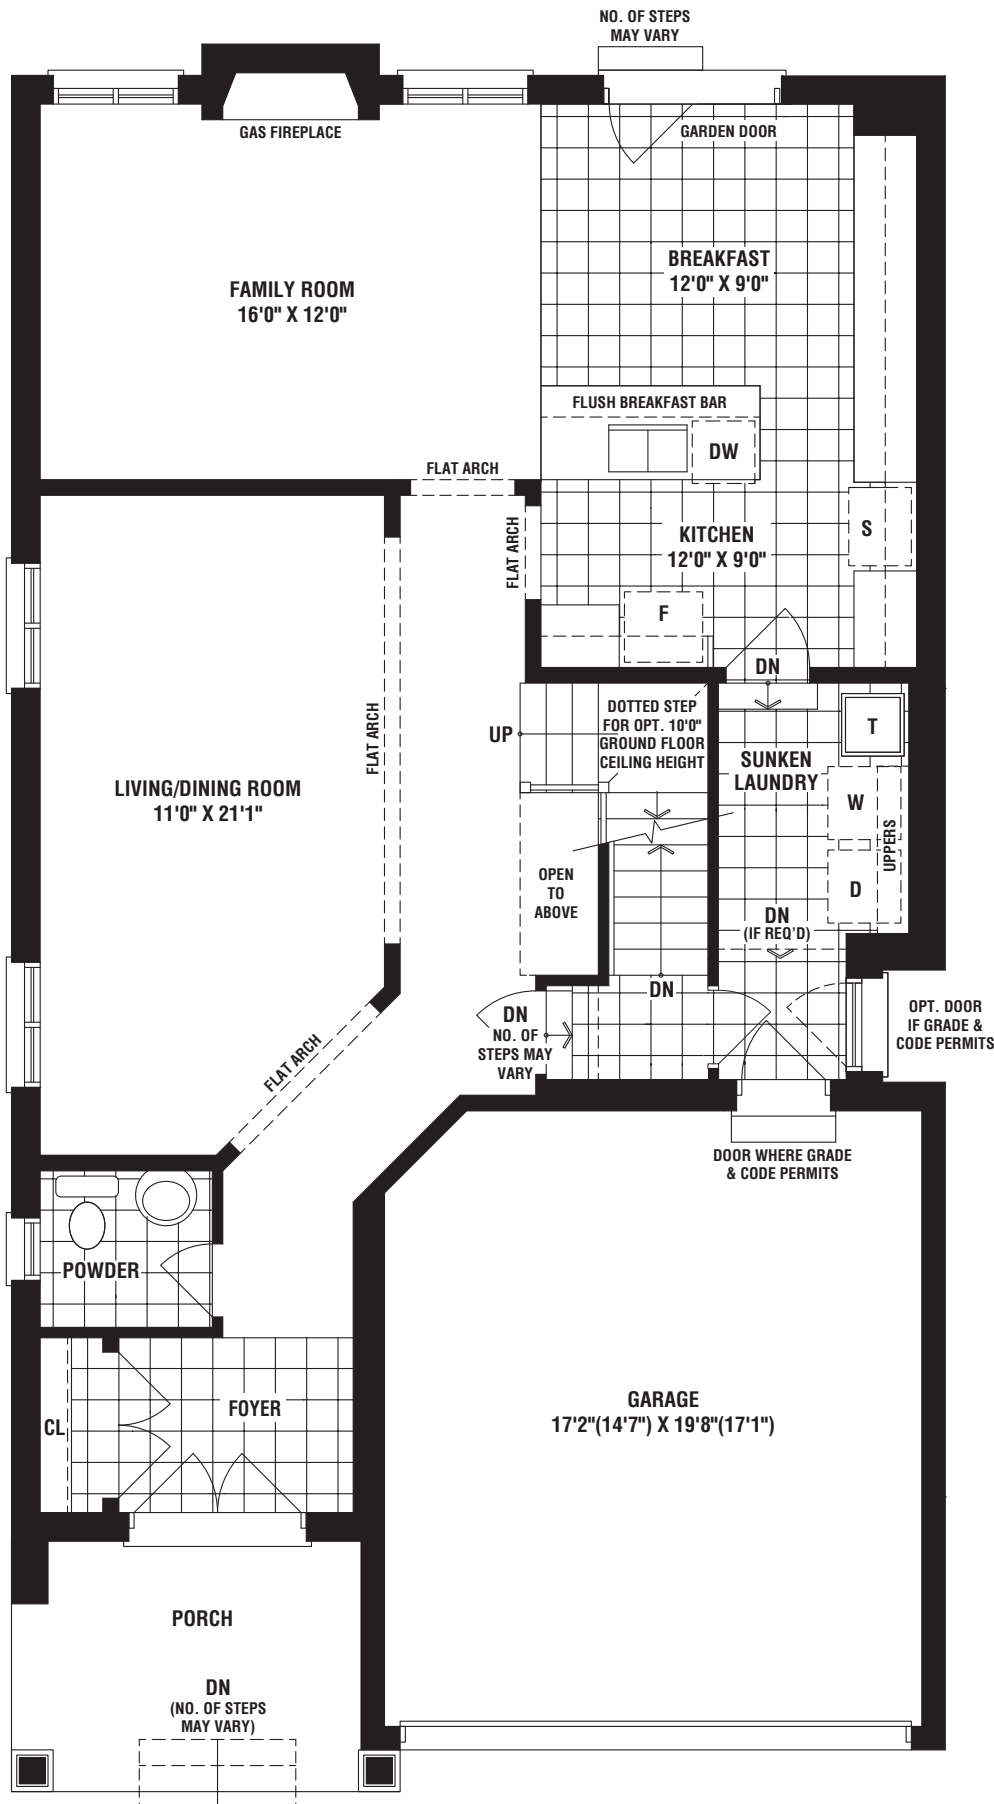 NO. OF STEPS
MAY VARY
GAS FIREPLACE
GARDEN DOOR
BREAKFAST
12'0" X 9'0"
FAMILY ROOM
16'0" X 12'0"
FLUSH BREAKFAST BAR
DW
FLAT ARCH
FLAT ARCH
S
KITCHEN
12'0" X 9'0"
F
DN
DOTTED STEP
FOR OPT. 10'0"
GROUND FLOOR
CEILING HEIGHT
UP
T
SUNKEN
LAUNDRY
FLAT ARCH
LIVING/DINING ROOM
11'0" X 21'1"
W
UPPERS
D
OPEN
TO
ABOVE
DN
(IF REQ'D)
DN
DN
NO. OF
STEPS MAY
VARY
OPT. DOOR
IF GRADE &
CODE PERMITS
FLAT ARCH
DOOR WHERE GRADE
& CODE PERMITS
POWDER
FOYER
CL
GARAGE
17'2"(14'7") X 19'8"(17'1")
PORCH
DN
(NO. OF STEPS
MAY VARY)